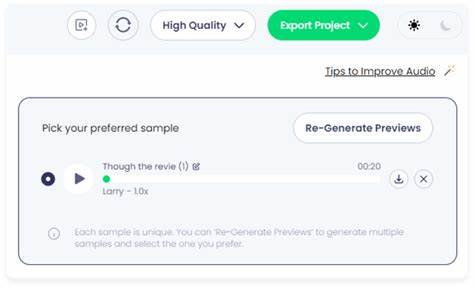 High Quality Export Project
Tips to Improve Audio
Pick your preferred sample Re-Generate Previews
Though the revie (1) 00:20
Larry - 1.0x
Each sample is unique. You can 'Re-Generate Previews' to generate multiple
samples and select the one you prefer.